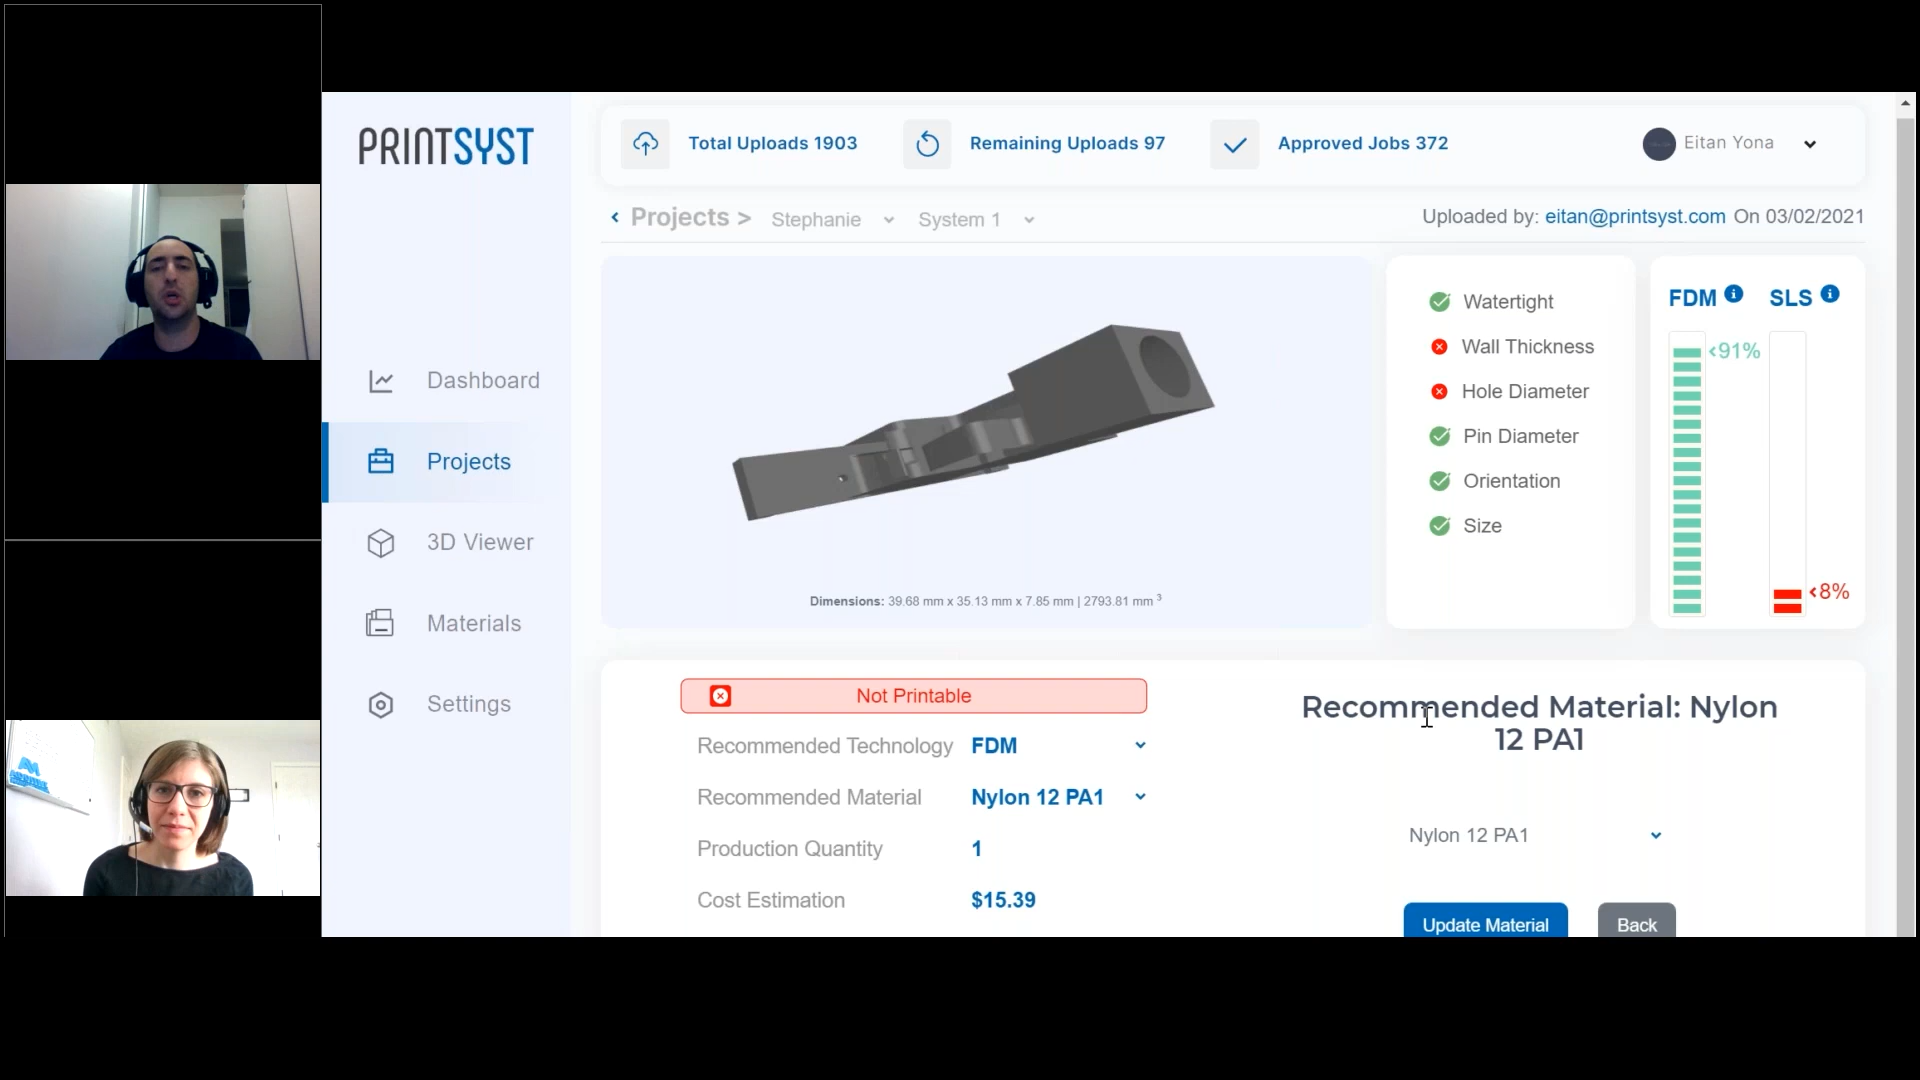 PRINTSYST
Total Uploads 1903
Remaining Uploads 97
Approved Jobs 372
Eitan Yona
Projects >
Stephanie
System 1
Uploaded by: eitan@printsyst.com On 03/02/2021
Dashboard
Projects
3D Viewer
Materials
Settings
Dimensions: 39.68 mm x 35.13 mm x 7.85 mm | 2793.81 mm 3
Watertight
Wall Thickness
Hole Diameter
Pin Diameter
Orientation
Size
FDM
SLS
<91%
<8%
Not Printable
Recommended Technology FDM
Recommended Material Nylon 12 PA1
Production Quantity 1
Cost Estimation $15.39
Recommended Material: Nylon
12 PA1
Nylon 12 PA1
Update Material
Back